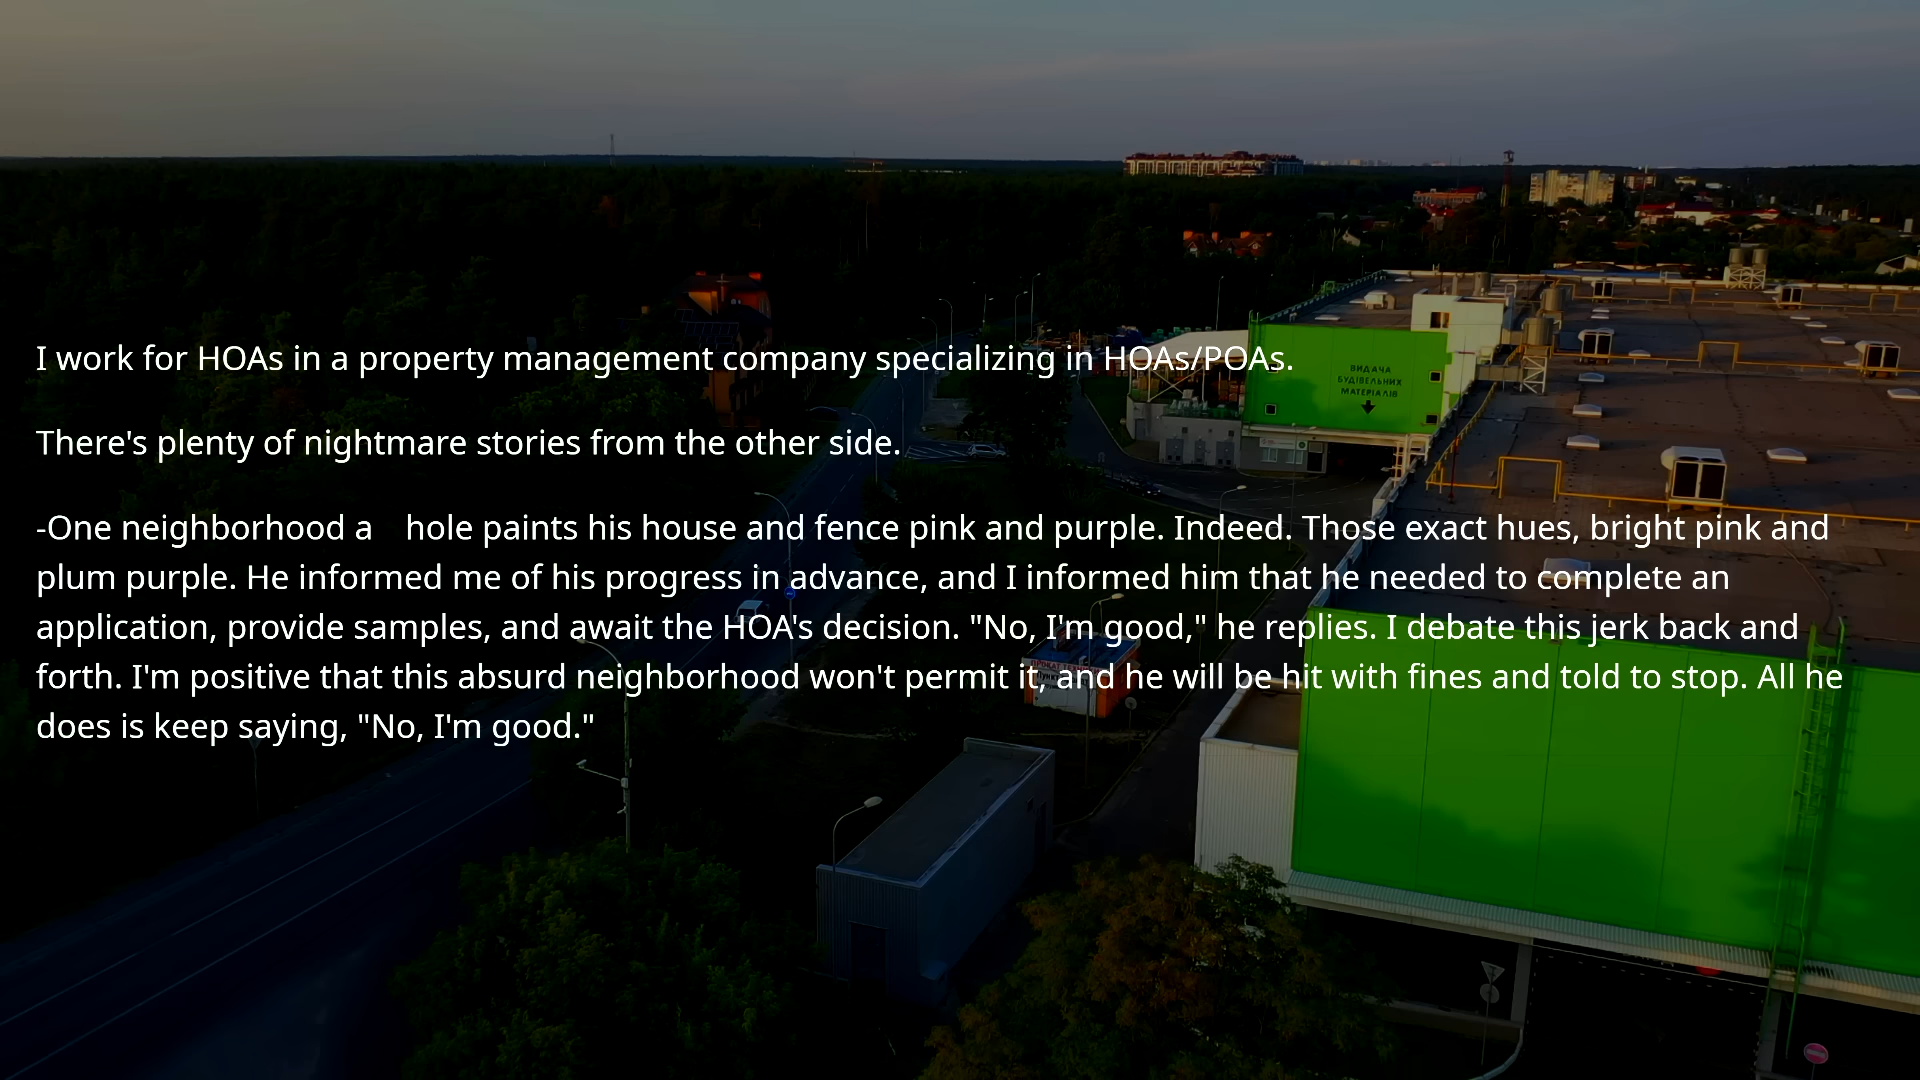 I work for HOAs in a property management company specializing in HOAs/POAs.
ВИДАЧА
БУДІВЕЛЬНИХ
МАТЕРІАЛІВ
There's plenty of nightmare stories from the other side.
-One neighborhood a hole paints his house and fence pink and purple. Indeed. Those exact hues, bright pink and
plum purple. He informed me of his progress in advance, and I informed him that he needed to complete an
application, provide samples, and await the HOA's decision. "No, I'm good," he replies. I debate this jerk back and
forth. I'm positive that this absurd neighborhood won't permit it, and he will be hit with fines and told to stop. All he
does is keep saying, "No, I'm good."